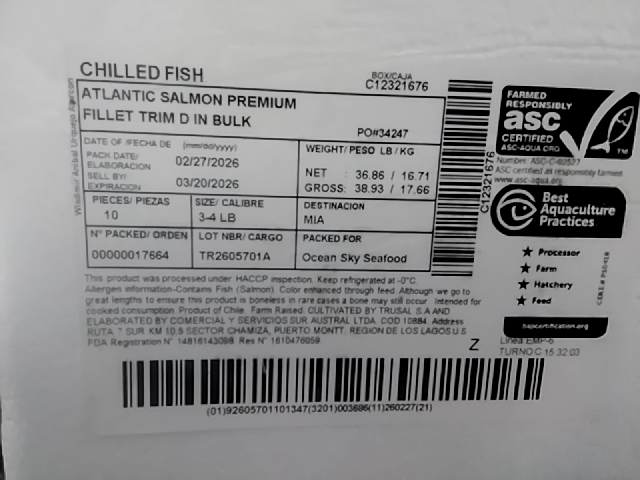 CHILLED FISH
BOX/CAJA
C12321676
ATLANTIC SALMON PREMIUM
FILLET TRIM D IN BULK
PO#34247
DATE OF /FECHA DE (mm/dd/yyyy)
PACK DATE/
ELABORACION 02/27/2026
SELL BY/
EXPIRACION 03/20/2026
WEIGHT/ PESO LB / KG
NET : 36.86 / 16.71
GROSS: 38.93 / 17.66
PIECES/ PIEZAS
10
SIZE/ CALIBRE
3-4 LB
DESTINACION
MIA
N° PACKED/ ORDEN
00000017664
LOT NBR/ CARGO
TR2605701A
PACKED FOR
Ocean Sky Seafood
This product was processed under HACCP inspection. Keep refrigerated at -0°C.
Allergen information-Contains Fish (Salmon). Color enhanced through feed. Although we go to
great lengths to ensure this product is boneless in rare cases a bone may still occur. Intended for
cooked consumption. Product of Chile. Farm Raised. CULTIVATED BY TRUSAL S.A AND
ELABORATED BY COMERCIAL Y SERVICIOS SUR AUSTRAL LTDA. COD 10884. Address
RUTA 7 SUR KM 10.5 SECTOR CHAMIZA, PUERTO MONTT. REGION DE LOS LAGOS U.S
FDA Registration N° 14816143098 Res N° 1610476059
Z
(01)92605701101347(3201)003686(11)260227(21)
C12321676
FARMED
RESPONSIBLY
asc
CERTIFIED
ASC-AQUA.ORG
TM
Number: ASC-C-02527
ASC certified as responsibly farmed
www.asc-aqua.org
Best
Aquaculture
Practices
Processor
Farm
Hatchery
Feed
bapcertification.org
Linea EMP-6
TURNO C 15:32:03